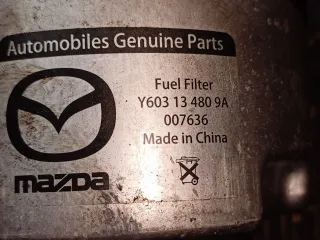 Automobiles Genuine Parts
Fuel Filter
Y603 13 480 9A
007636
Made in China
mazda